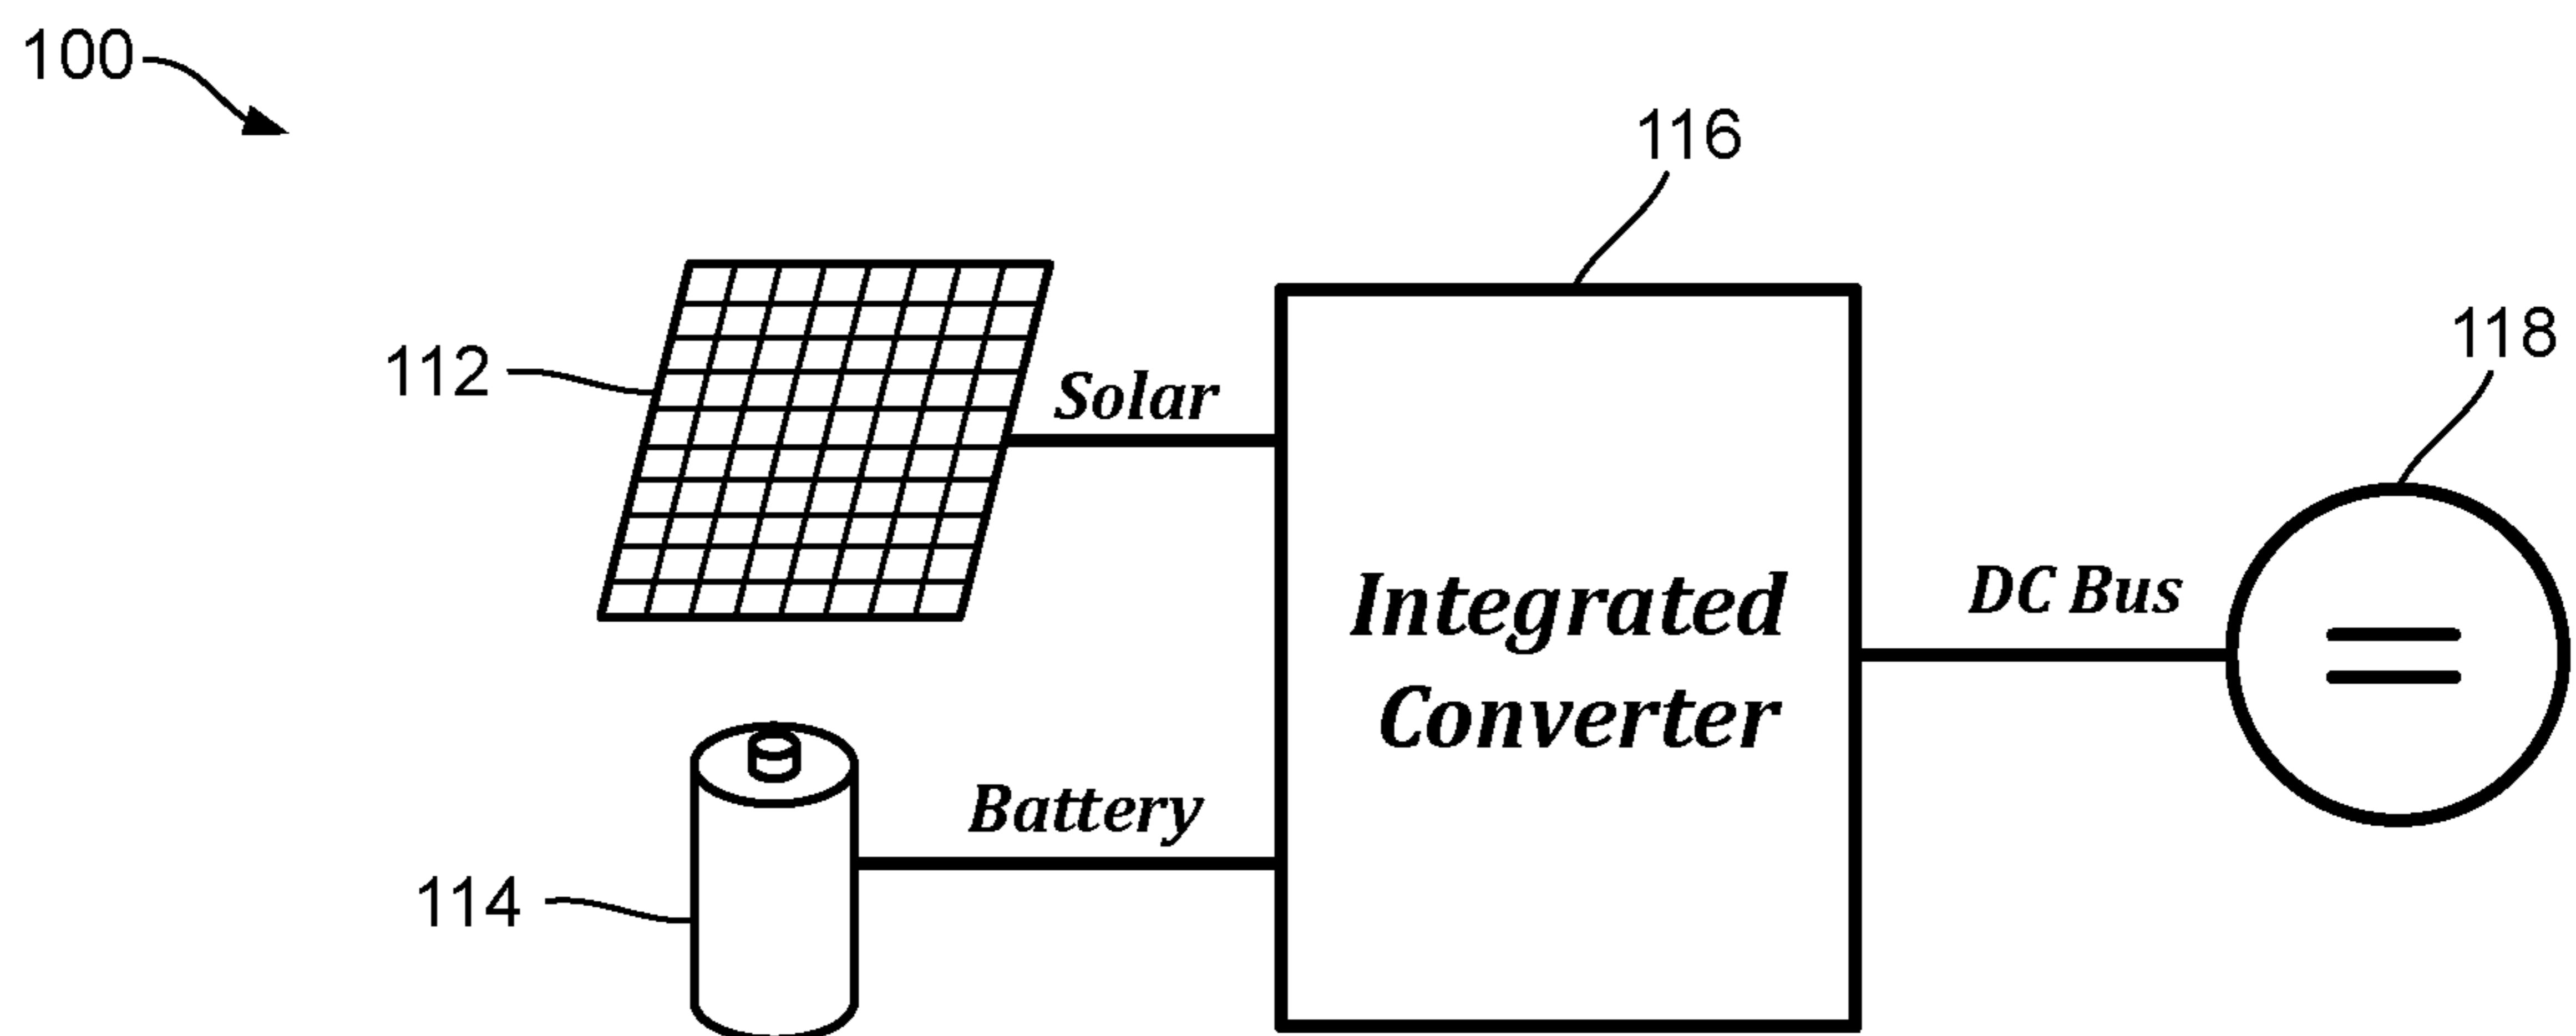 100
116
118
112
Solar
DC Bus
Integrated
Converter
Battery
114